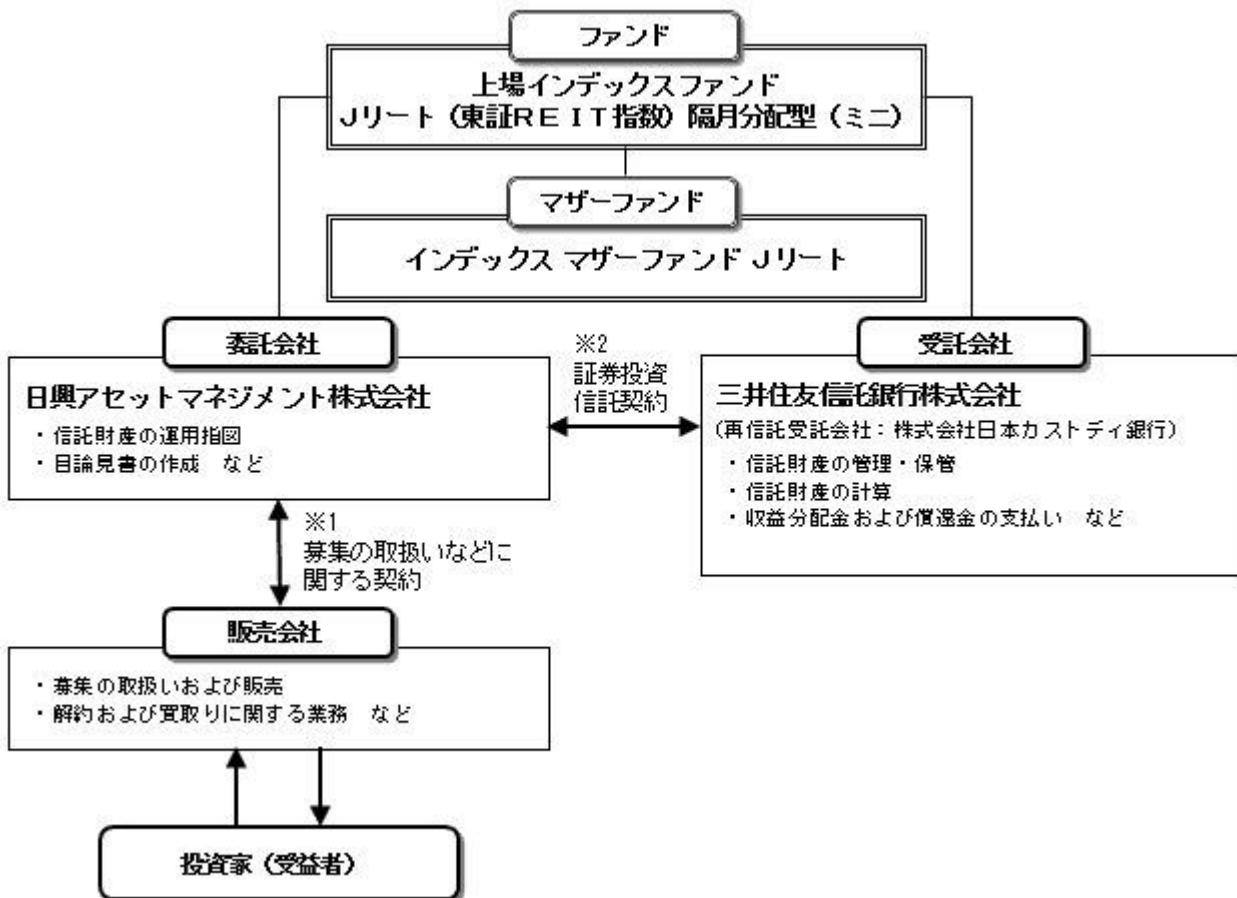 ファンド
上場インデックスファンド
Jリート(東証REIT指数)隔月分配型(ミニ)
マザーファンド
インデックス マザーファンド Jリート
委託会社
日興アセットマネジメント株式会社
・信託財産の運用指図
・目論見書の作成 など
※2
証券投資
信託契約
受託会社
三井住友信託銀行株式会社
(再信託受託会社:株式会社日本カストディ銀行)
・信託財産の管理・保管
・信託財産の計算
・収益分配金および償還金の支払い など
※1
募集の取扱いなどに
関する契約
販売会社
・募集の取扱いおよび販売
・解約および買取りに関する業務 など
投資家(受益者)